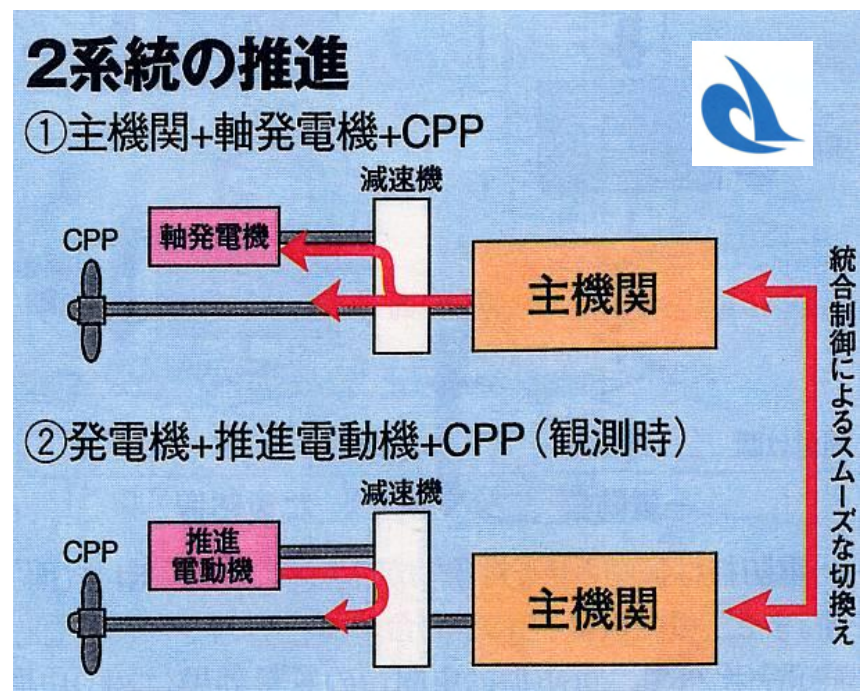 2系統の推進
①主機関+軸発電機+CPP
減速機
CPP
軸発電機
主機関
②発電機+推進電動機+CPP(観測時)
減速機
CPP
推進
電動機
主機関
統合制御によるスムーズな切換え